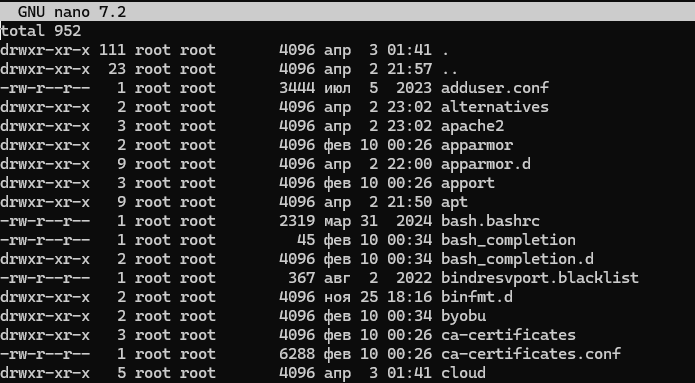 GNU nano 7.2
total 952
drwxr-xr-x 111 root root       4096 апр  3 01:41 .
drwxr-xr-x  23 root root       4096 апр  2 21:57 ..
-rw-r--r--   1 root root       3444 июл  5  2023 adduser.conf
drwxr-xr-x   2 root root       4096 апр  2 23:02 alternatives
drwxr-xr-x   3 root root       4096 апр  2 23:02 apache2
drwxr-xr-x   2 root root       4096 фев 10 00:26 apparmor
drwxr-xr-x   9 root root       4096 апр  2 22:00 apparmor.d
drwxr-xr-x   3 root root       4096 фев 10 00:26 apport
drwxr-xr-x   9 root root       4096 апр  2 21:50 apt
-rw-r--r--   1 root root       2319 мар 31  2024 bash.bashrc
-rw-r--r--   1 root root         45 фев 10 00:34 bash_completion
drwxr-xr-x   2 root root       4096 фев 10 00:34 bash_completion.d
-rw-r--r--   1 root root        367 авг  2  2022 bindresvport.blacklist
drwxr-xr-x   2 root root       4096 ноя 25 18:16 binfmt.d
drwxr-xr-x   2 root root       4096 фев 10 00:34 byobu
drwxr-xr-x   3 root root       4096 фев 10 00:26 ca-certificates
-rw-r--r--   1 root root       6288 фев 10 00:26 ca-certificates.conf
drwxr-xr-x   5 root root       4096 апр  3 01:41 cloud